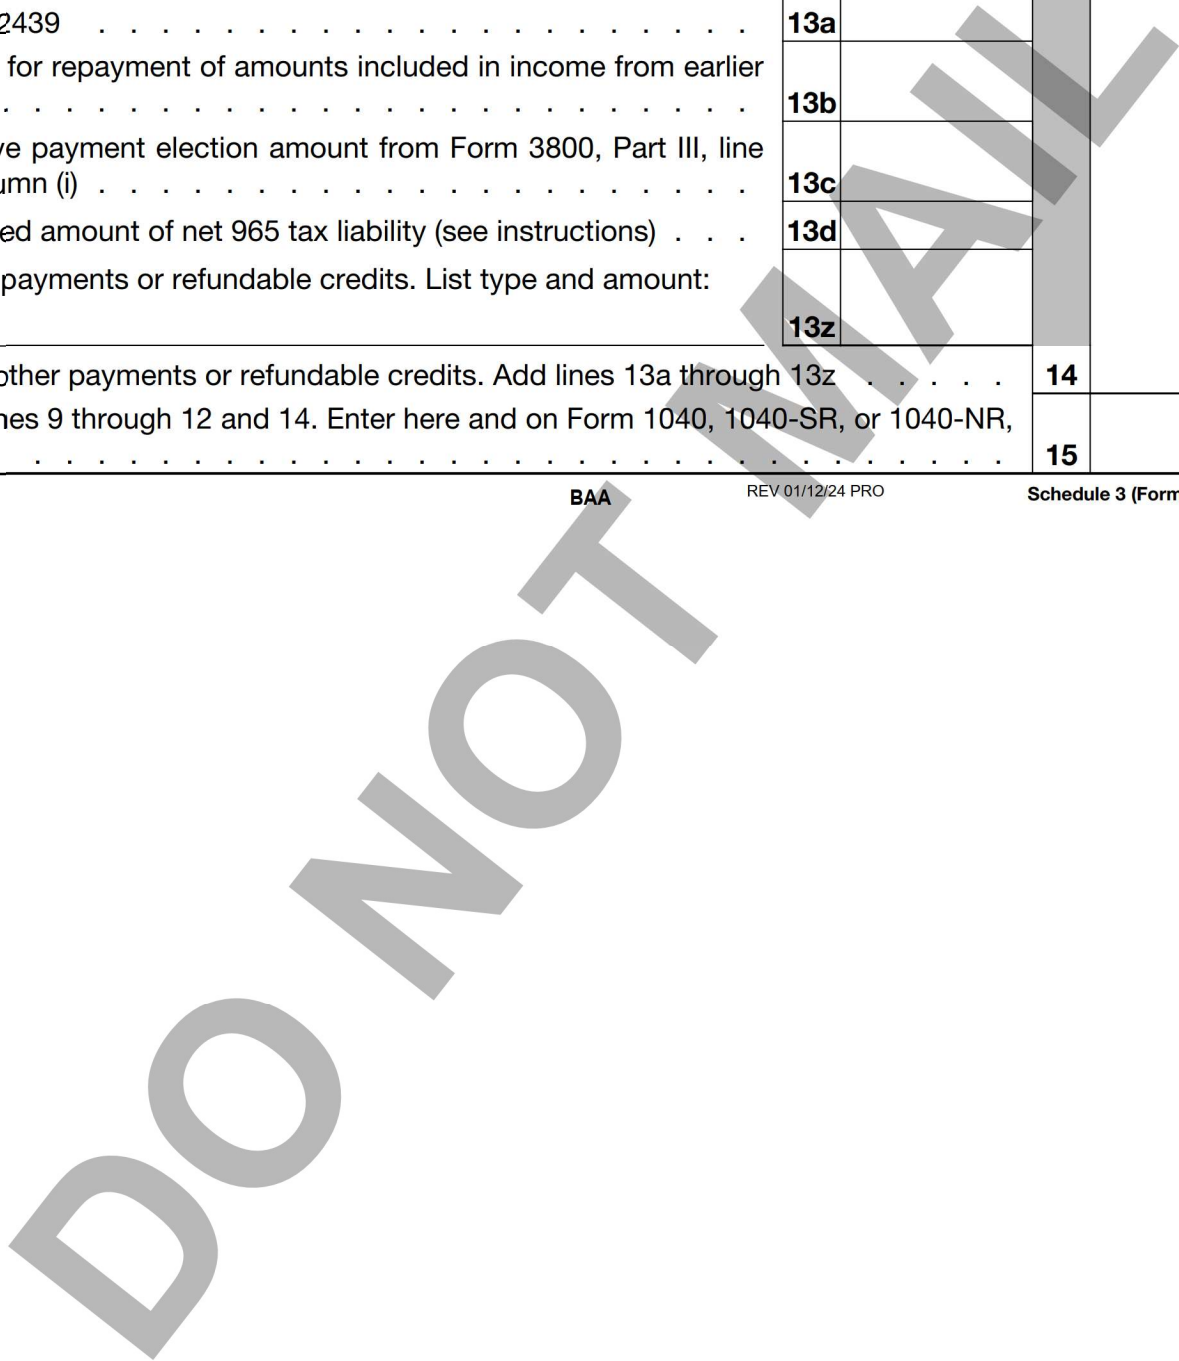 2439 . . . . . . . . . . . . . . . . . . . . . 13a
for repayment of amounts included in income from earlier
. . . . . . . . . . . . . . . . . . . . . . . . 13b
payment election amount from Form 3800, Part III, line
(i) . . . . . . . . . . . . . . . . . . . . . 13c
ed amount of net 965 tax liability (see instructions) . . . 13d
payments or refundable credits. List type and amount:
13z
other payments or refundable credits. Add lines 13a through 13z . . . . . 14
nes 9 through 12 and 14. Enter here and on Form 1040, 1040-SR, or 1040-NR,
. . . . . . . . . . . . . . . . . . . . . . . . . . . . . . . 15
BAA REV 01/12/24 PRO Schedule 3 (Form
DO NOT MAIL